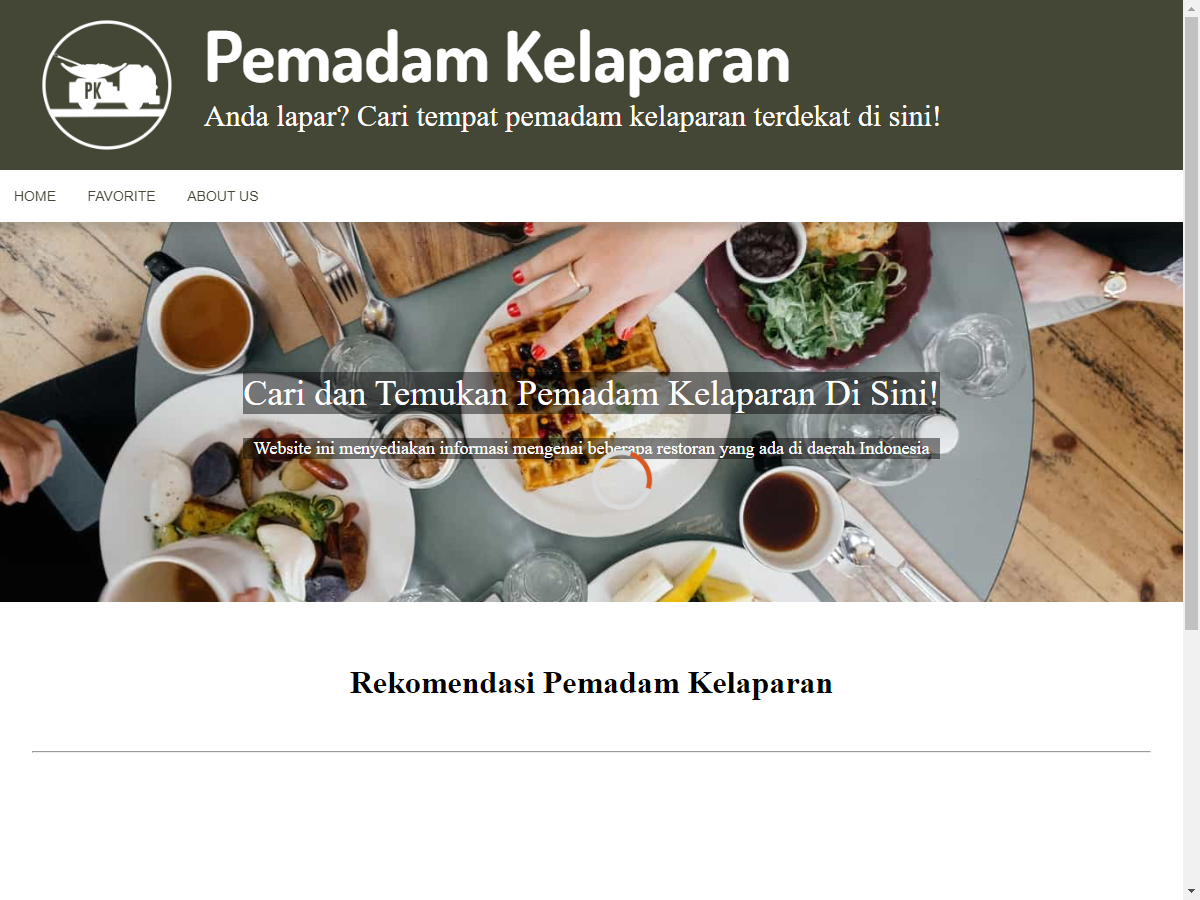 PK
Pemadam Kelaparan
Anda lapar? Cari tempat pemadam kelaparan terdekat di sini!
HOME FAVORITE ABOUT US
Cari dan Temukan Pemadam Kelaparan Di Sini!
Website ini menyediakan informasi mengenai beberapa restoran yang ada di daerah Indonesia
Rekomendasi Pemadam Kelaparan